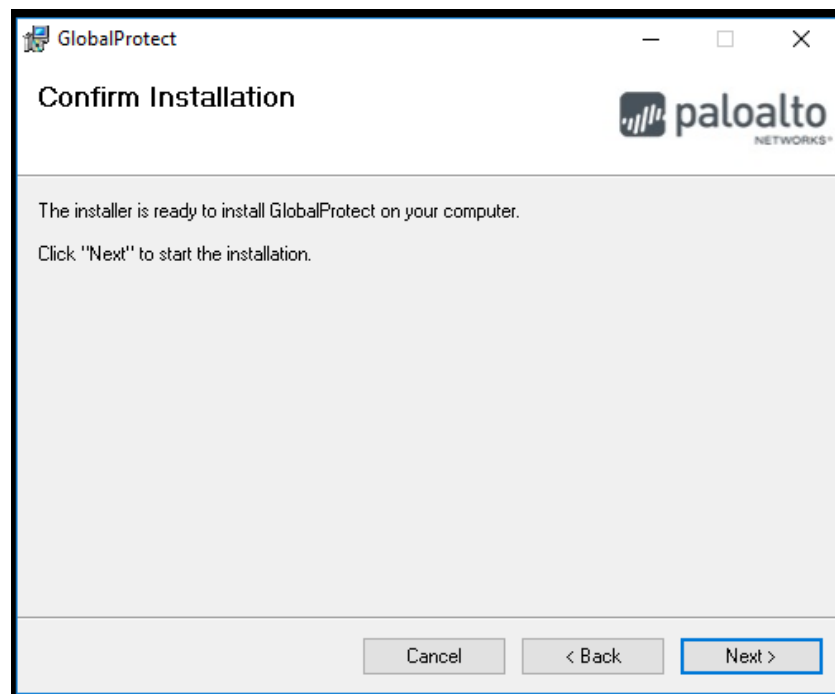 GlobalProtect
Confirm Installation
paloalto
NETWORKS®
The installer is ready to install GlobalProtect on your computer.
Click "Next" to start the installation.
Cancel
< Back
Next >